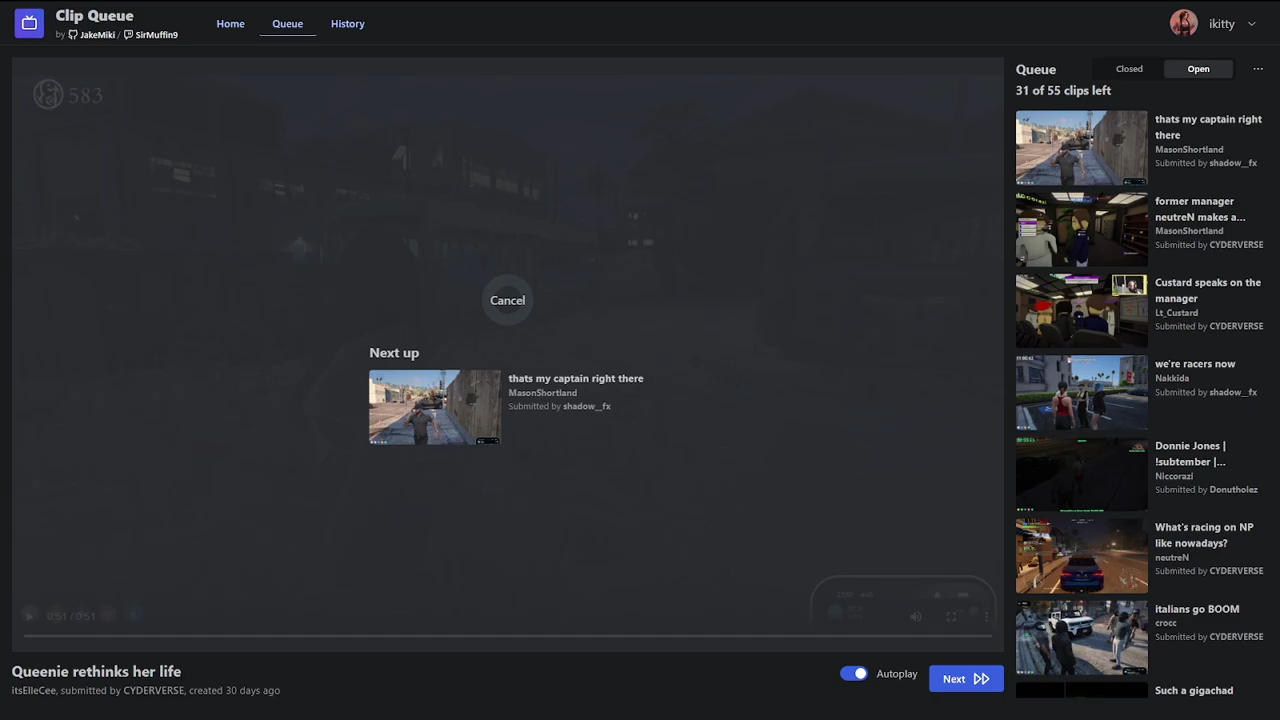 Clip Queue
by JakeMiki / SirMuffin9
Home
Queue
History
ikitty
583
Cancel
Next up
thats my captain right there
MasonShortland
Submitted by shadow__fx
0:51 / 0:51
Queenie rethinks her life
itsElleCee, submitted by CYDERVERSE, created 30 days ago
Autoplay
Next
Queue
Closed
Open
31 of 55 clips left
thats my captain right
there
MasonShortland
Submitted by shadow__fx
former manager
neutreN makes a...
MasonShortland
Submitted by CYDERVERSE
Custard speaks on the
manager
Lt_Custard
Submitted by CYDERVERSE
we're racers now
Nakkida
Submitted by shadow__fx
Donnie Jones |
!subtember |...
Niccorazi
Submitted by Donutholez
What's racing on NP
like nowadays?
neutreN
Submitted by CYDERVERSE
italians go BOOM
crocc
Submitted by CYDERVERSE
Such a gigachad